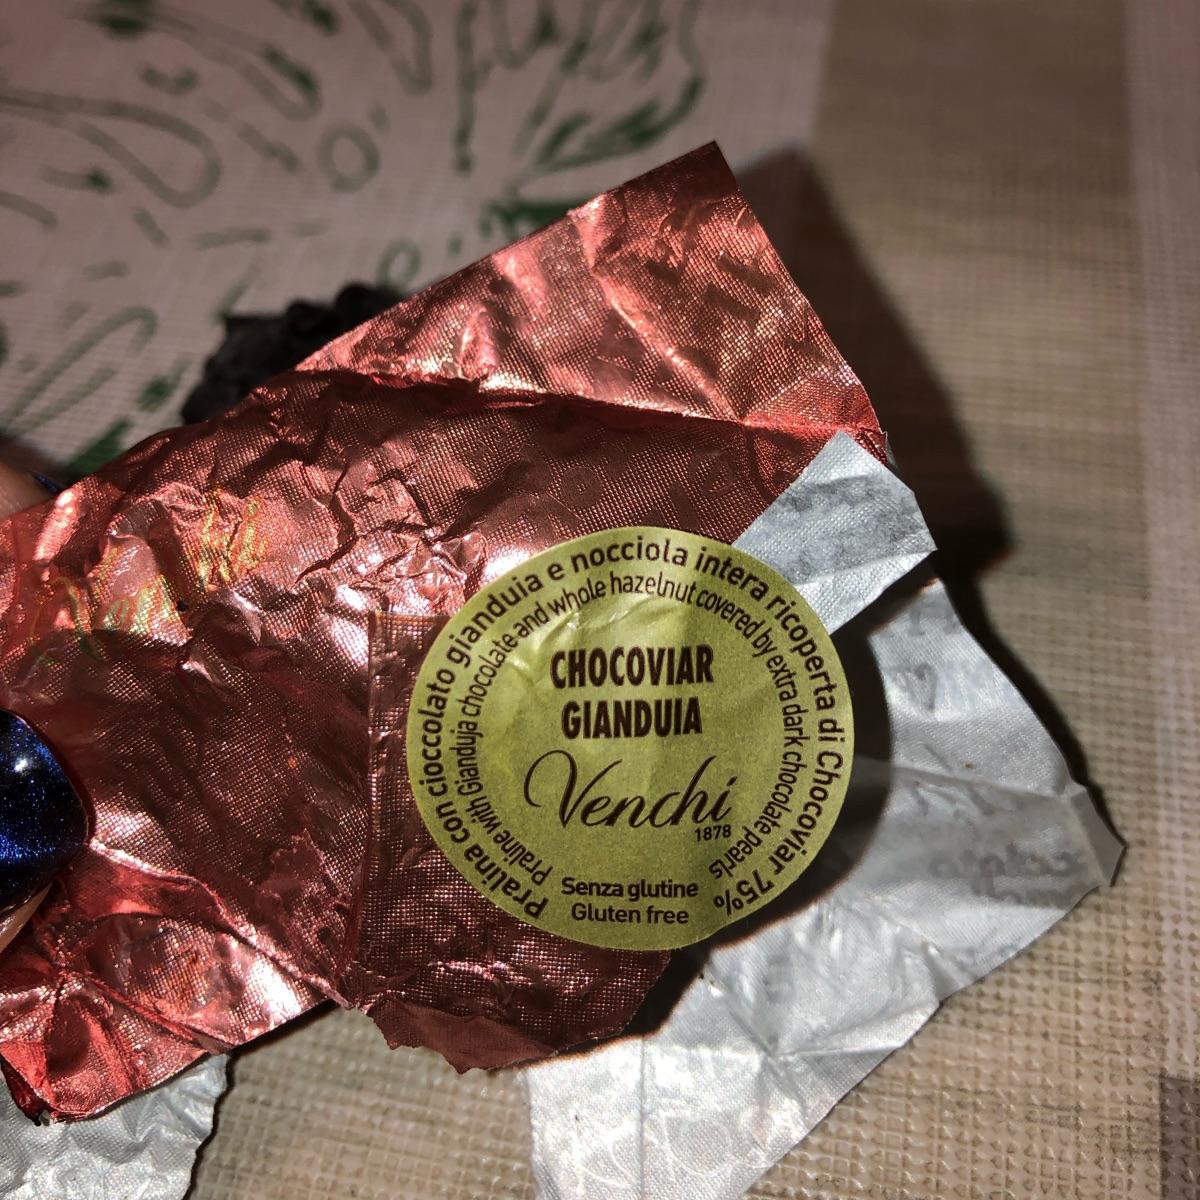 Pralina con cioccolato gianduia e nocciola intera ricoperta di Chocoviar 75%
Praline with Gianduja chocolate and whole hazelnut covered by extra dark chocolate pearls
CHOCOVIAR
GIANDUIA
Venchi
1878
Senza glutine
Gluten free